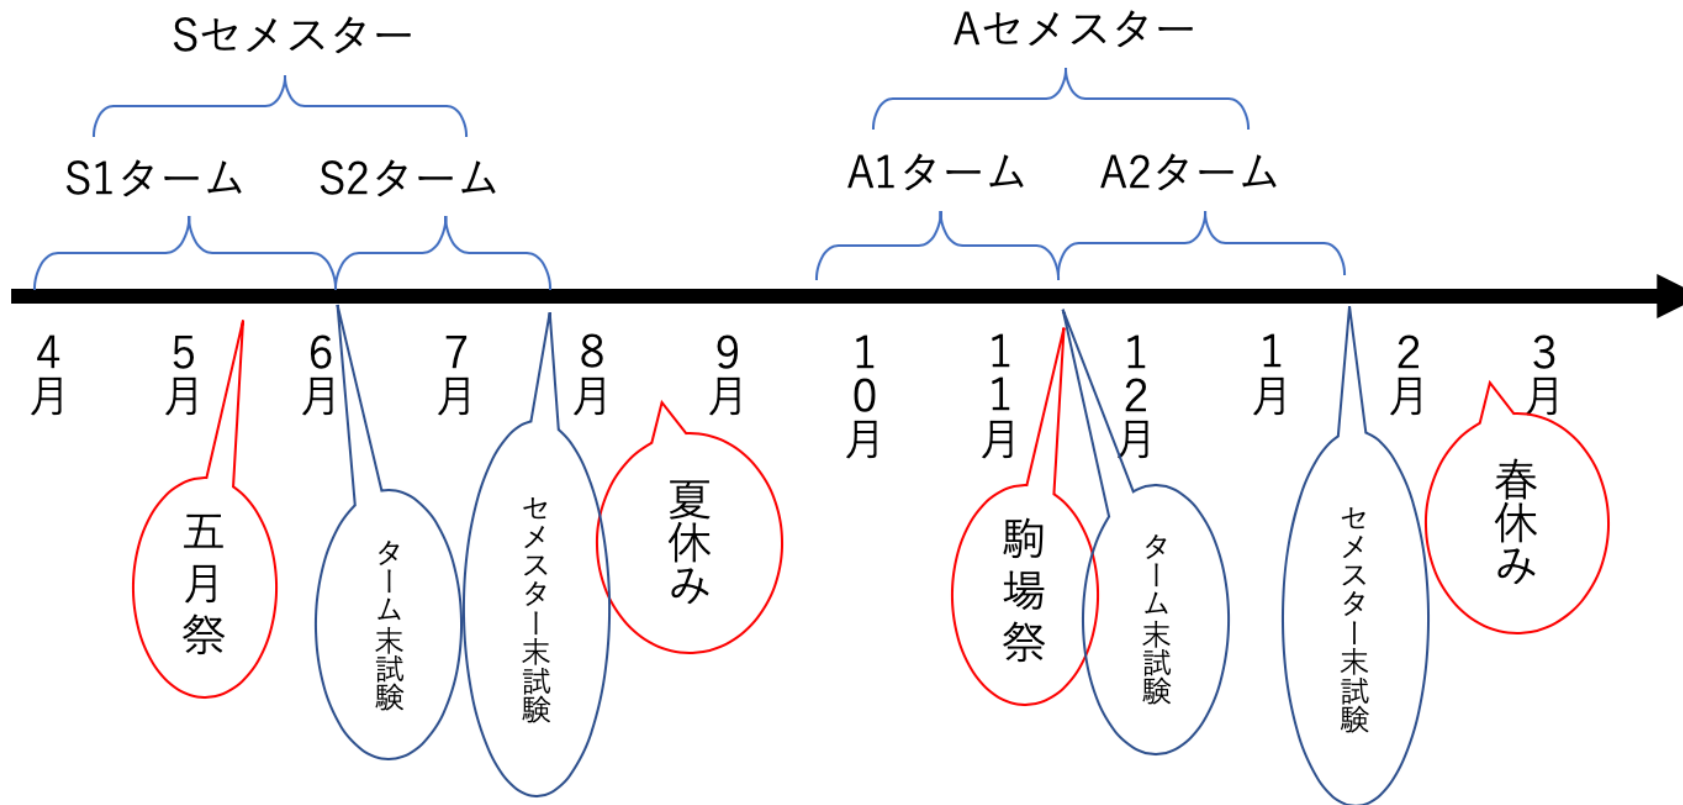 Sセメスター
Aセメスター
S1ターム
S2ターム
A1ターム
A2ターム
4月
5月
6月
7月
8月
9月
10月
11月
12月
1月
2月
3月
五月祭
ターム末試験
セメスター末試験
夏休み
駒場祭
ターム末試験
セメスター末試験
春休み